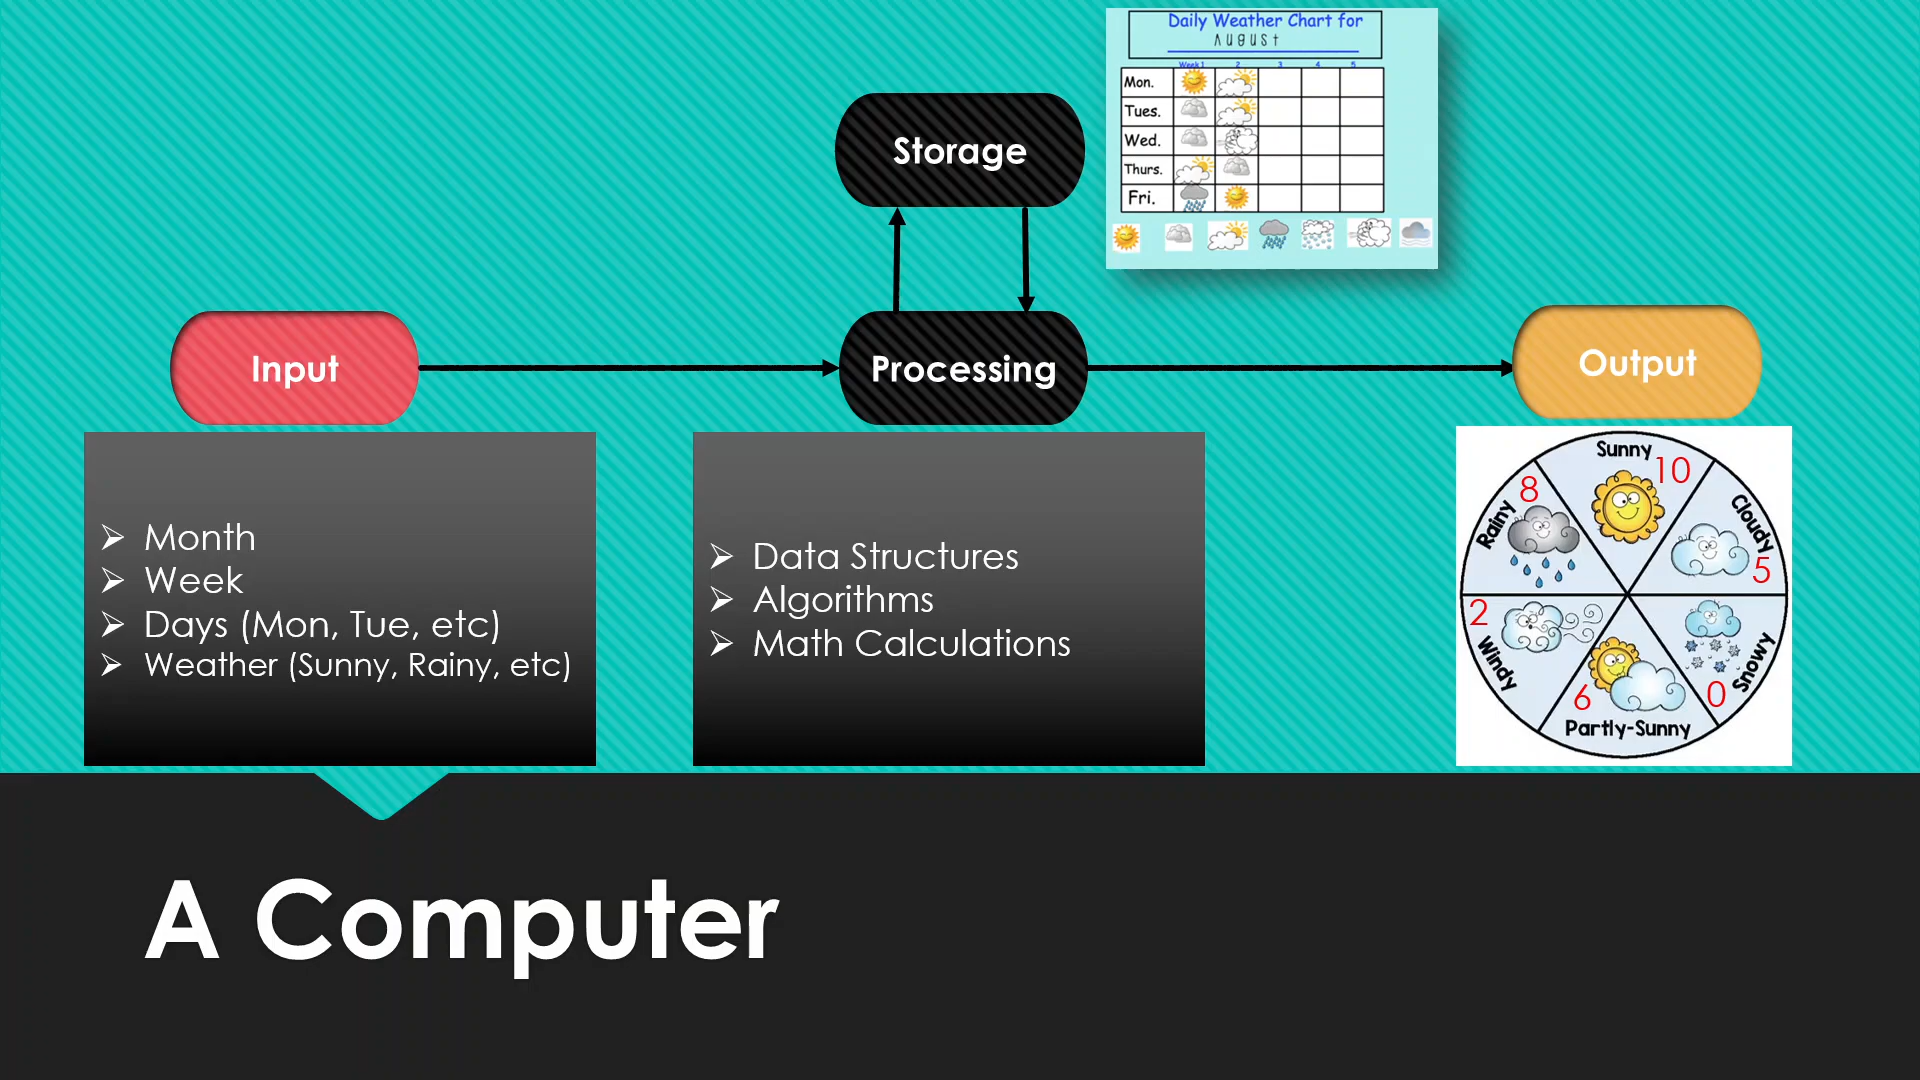 Daily Weather Chart for
AUGUST
Week 1 2 3 4 5
Mon.
Tues.
Wed.
Thurs.
Fri.
Storage
Input
Processing
Output
➢ Month
➢ Week
➢ Days (Mon, Tue, etc)
➢ Weather (Sunny, Rainy, etc)
➢ Data Structures
➢ Algorithms
➢ Math Calculations
Sunny
10
Cloudy
5
Snowy
0
Partly-Sunny
6
Windy
2
Rainy
8
A Computer